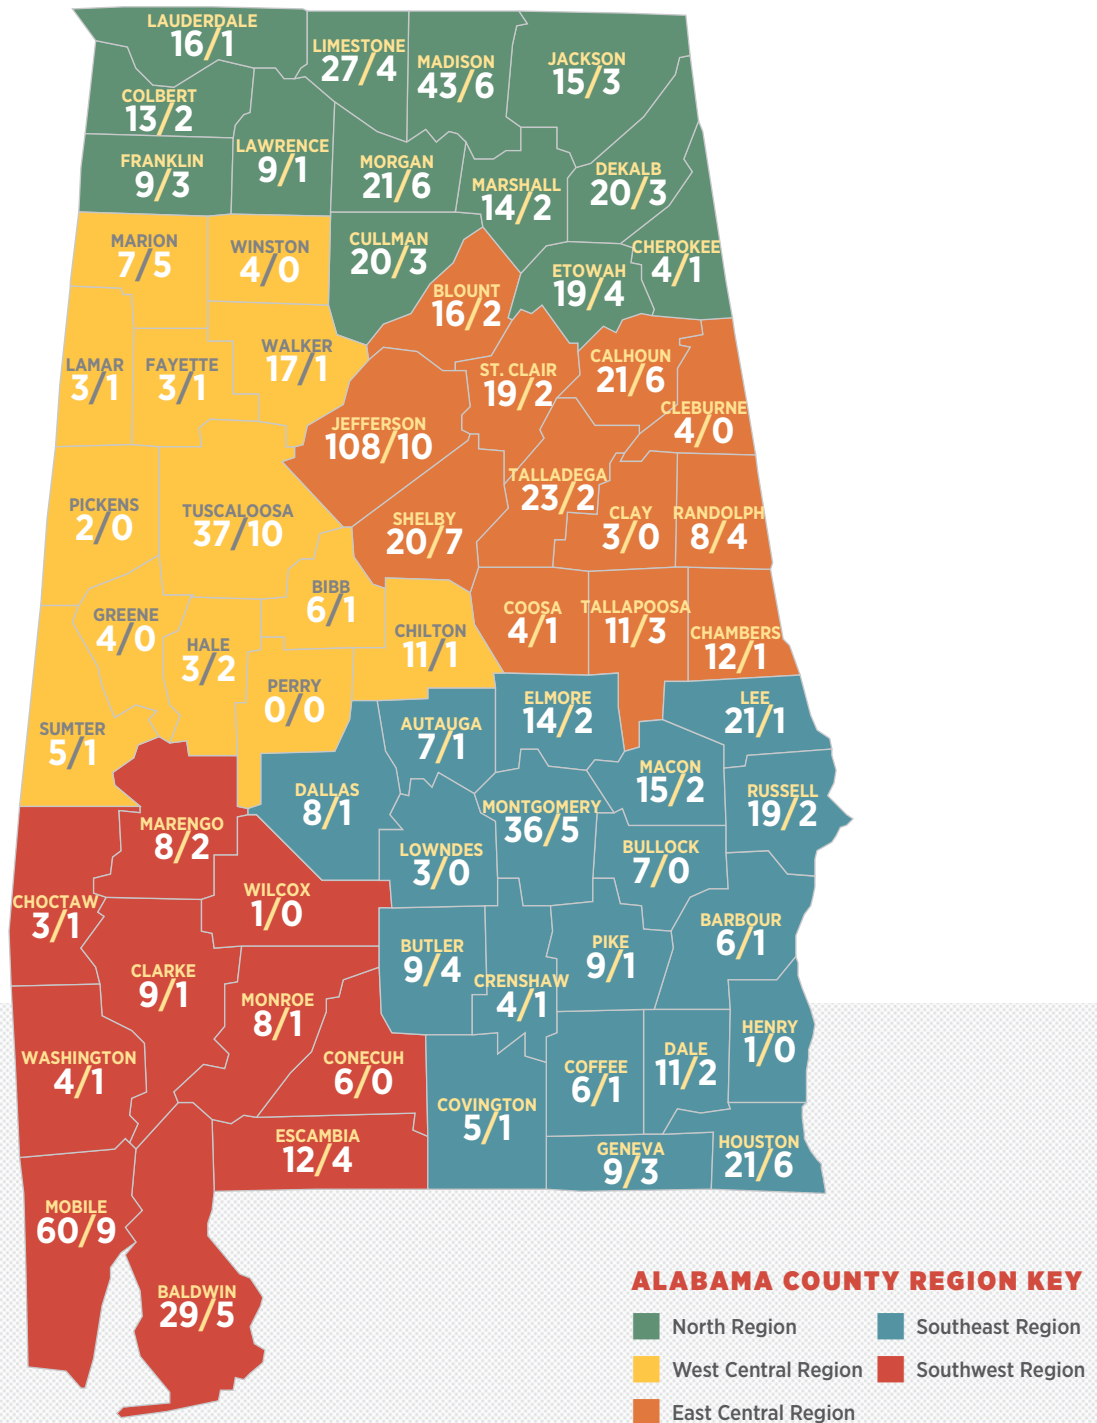 LAUDERDALE
16/1
LIMESTONE
27/4
MADISON
43/6
JACKSON
15/3
COLBERT
13/2
LAWRENCE
9/1
FRANKLIN
9/3
MORGAN
21/6
MARSHALL
14/2
DEKALB
20/3
MARION
7/5
WINSTON
4/0
CULLMAN
20/3
CHEROKEE
4/1
ETOWAH
19/4
BLOUNT
16/2
LAMAR
3/1
FAYETTE
3/1
WALKER
17/1
ST. CLAIR
19/2
CALHOUN
21/6
CLEBURNE
4/0
JEFFERSON
108/10
TALLADEGA
23/2
PICKENS
2/0
TUSCALOOSA
37/10
SHELBY
20/7
CLAY
3/0
RANDOLPH
8/4
BIBB
6/1
GREENE
4/0
HALE
3/2
CHILTON
11/1
COOSA
4/1
TALLAPOOSA
11/3
CHAMBERS
12/1
PERRY
0/0
SUMTER
5/1
AUTAUGA
7/1
ELMORE
14/2
LEE
21/1
DALLAS
8/1
MACON
15/2
RUSSELL
19/2
MONTGOMERY
36/5
MARENGO
8/2
LOWNDES
3/0
BULLOCK
7/0
CHOCTAW
3/1
WILCOX
1/0
BARBOUR
6/1
BUTLER
9/4
PIKE
9/1
CLARKE
9/1
CRENSHAW
4/1
MONROE
8/1
HENRY
1/0
WASHINGTON
4/1
CONECUH
6/0
COFFEE
6/1
DALE
11/2
COVINGTON
5/1
ESCAMBIA
12/4
GENEVA
9/3
HOUSTON
21/6
MOBILE
60/9
BALDWIN
29/5
ALABAMA COUNTY REGION KEY
North Region
Southeast Region
West Central Region
Southwest Region
East Central Region